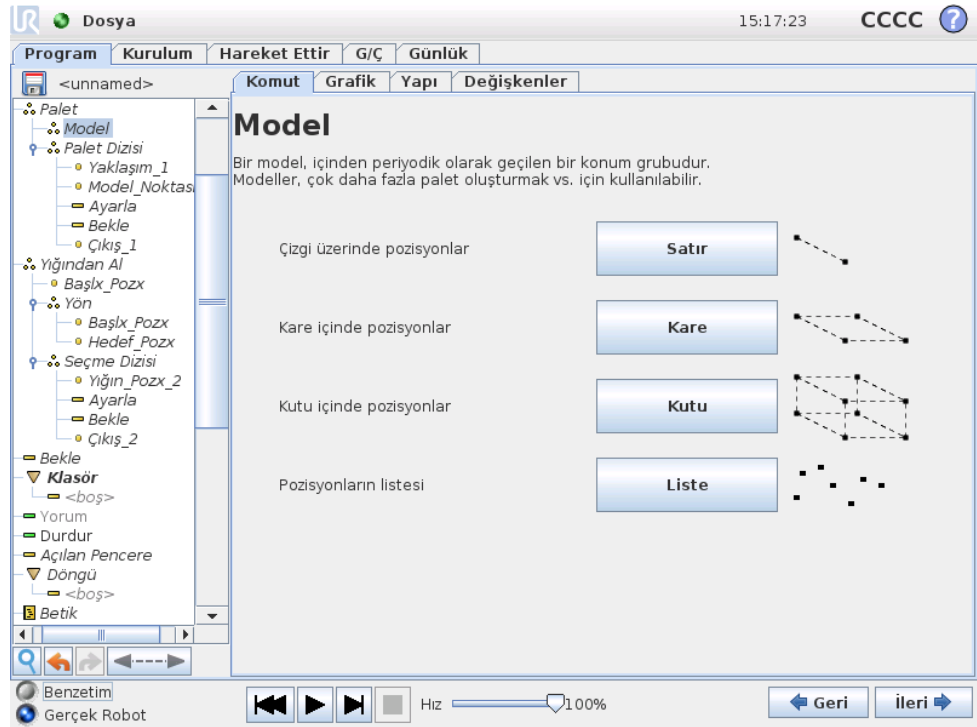 UR Dosya 15:17:23 CCCC ?
Program Kurulum Hareket Ettir G/Ç Günlük
<unnamed>
Komut Grafik Yapı Değişkenler
Palet
Model
Palet Dizisi
Yaklaşım_1
Model_Noktas
Ayarla
Bekle
Çıkış_1
Yığından Al
Başlx_Pozx
Yön
Başlx_Pozx
Hedef_Pozx
Seçme Dizisi
Yığın_Pozx_2
Ayarla
Bekle
Çıkış_2
Bekle
Klasör
<boş>
Yorum
Durdur
Açılan Pencere
Döngü
<boş>
Betik
Model
Bir model, içinden periyodik olarak geçilen bir konum grubudur.
Modeller, çok daha fazla palet oluşturmak vs. için kullanılabilir.
Çizgi üzerinde pozisyonlar Satır
Kare içinde pozisyonlar Kare
Kutu içinde pozisyonlar Kutu
Pozisyonların listesi Liste
Benzetim
Gerçek Robot
Hız 100%
Geri İleri